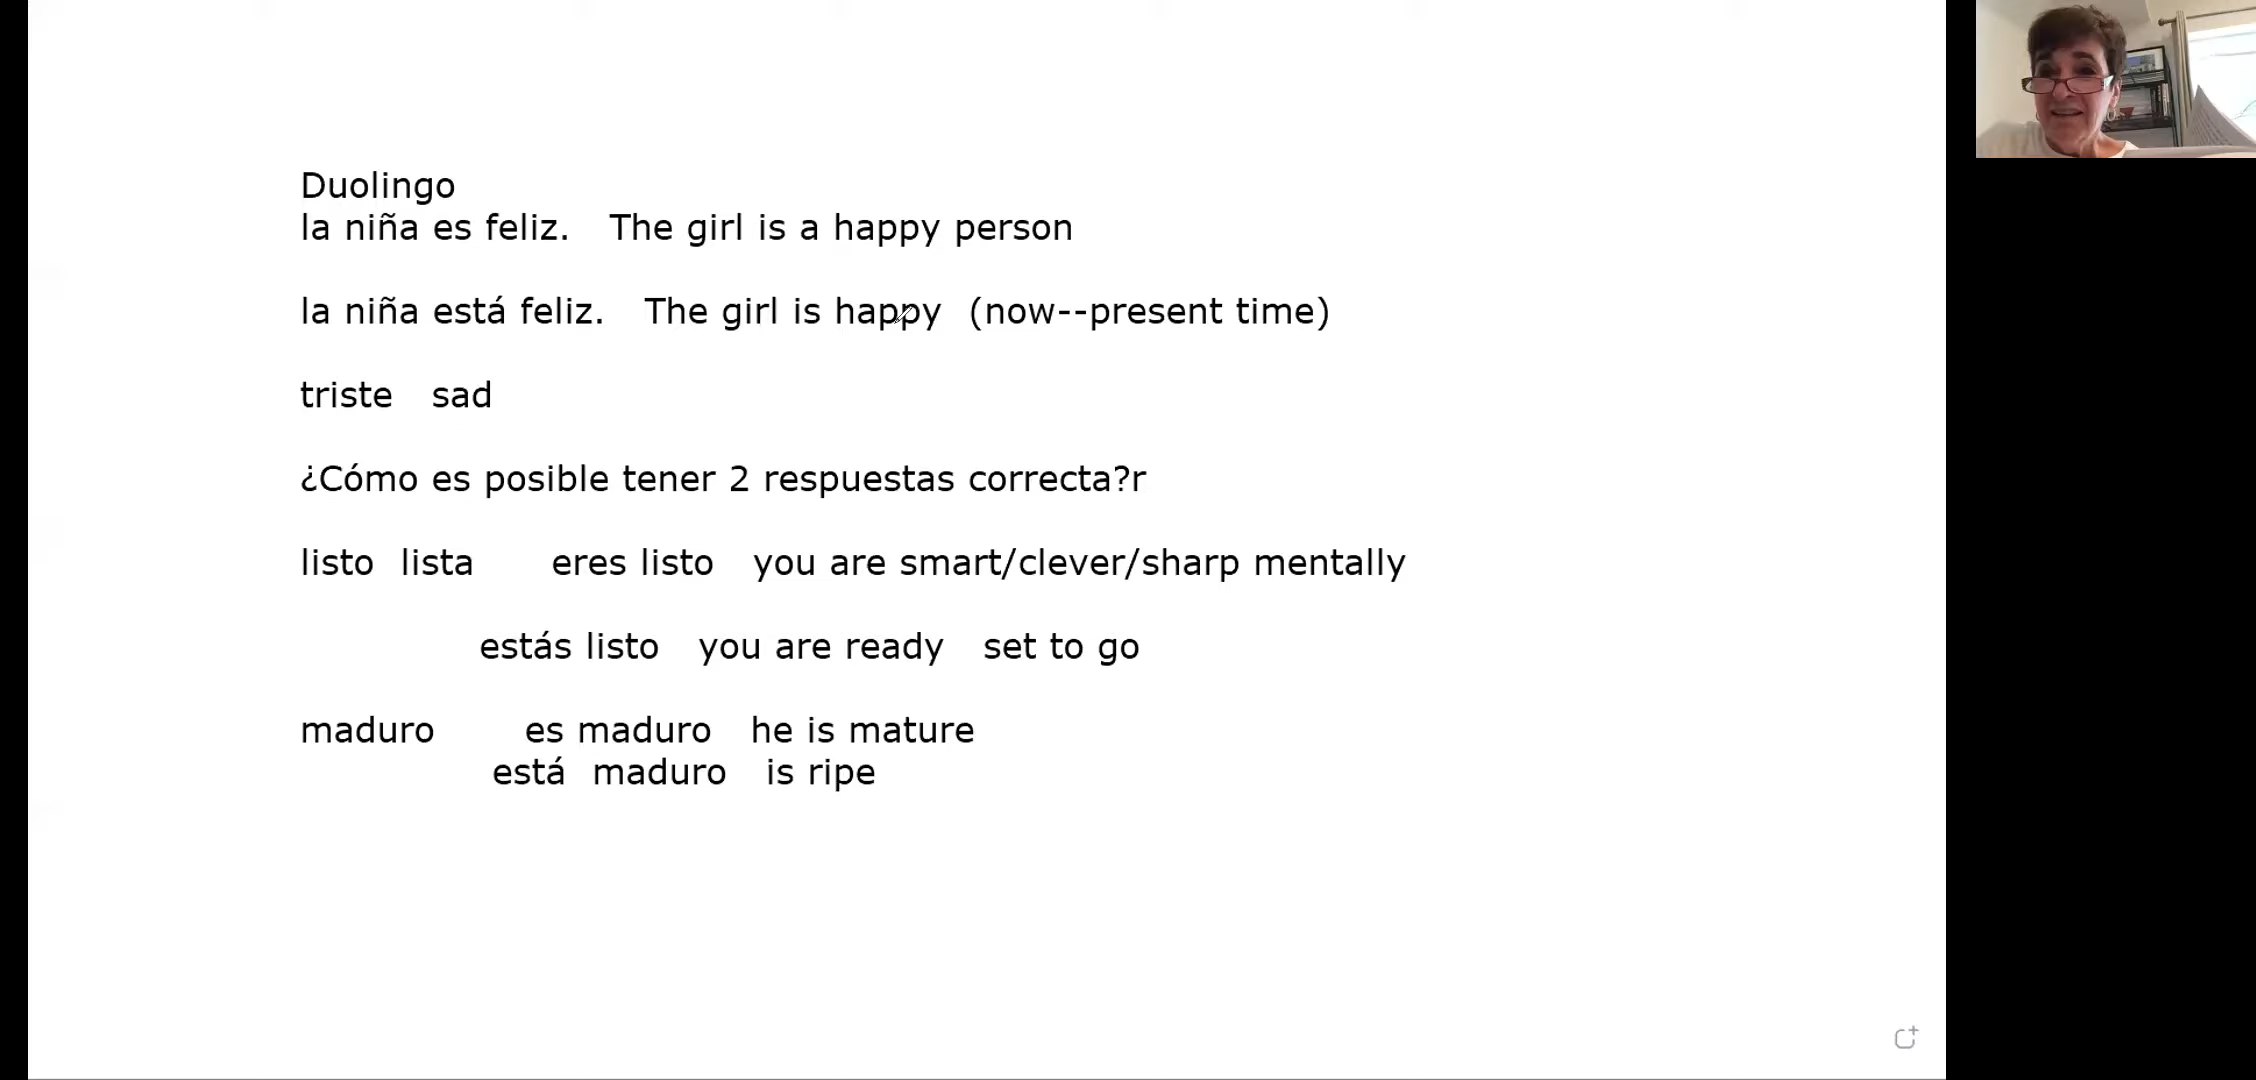 Duolingo
la niña es feliz. The girl is a happy person
la niña está feliz. The girl is happy (now--present time)
triste sad
¿Cómo es posible tener 2 respuestas correcta?r
listo lista eres listo you are smart/clever/sharp mentally
estás listo you are ready set to go
maduro es maduro he is mature
está maduro is ripe